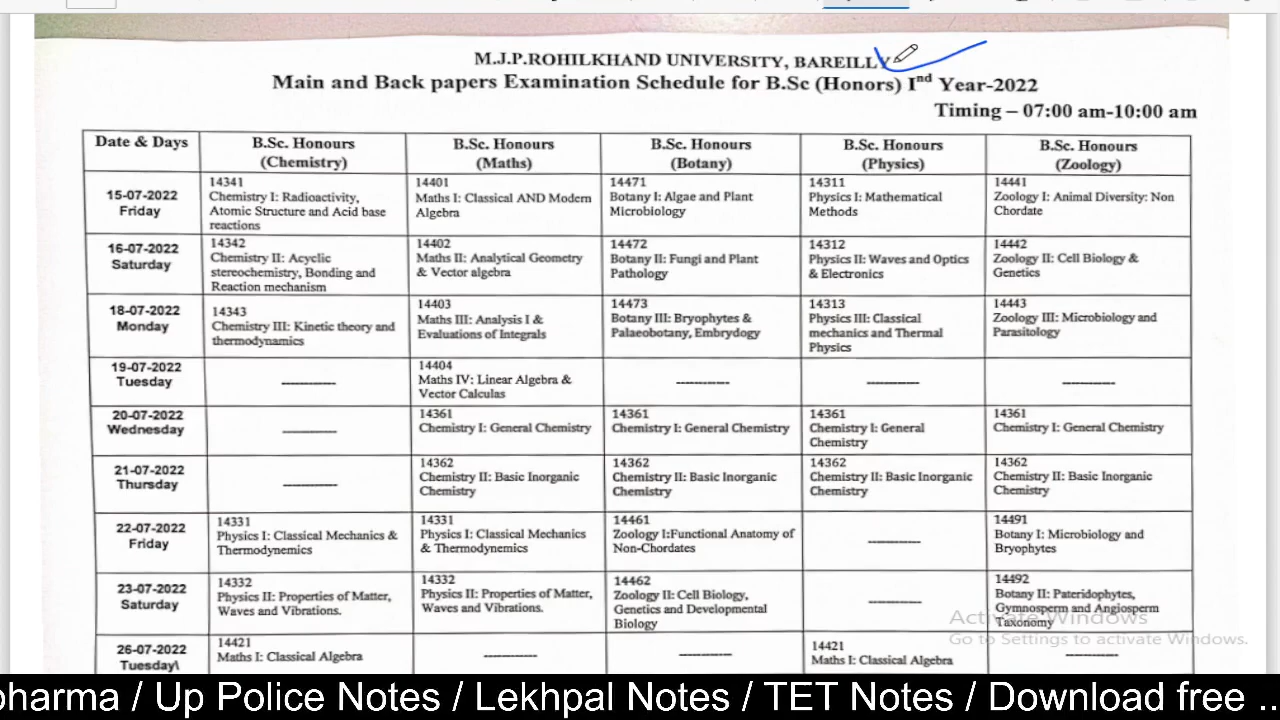 M.J.P.ROHILKHAND UNIVERSITY, BAREILLY
Main and Back papers Examination Schedule for B.Sc (Honors) Iⁿᵈ Year-2022
Timing – 07:00 am-10:00 am
Date & Days
B.Sc. Honours
(Chemistry)
B.Sc. Honours
(Maths)
B.Sc. Honours
(Botany)
B.Sc. Honours
(Physics)
B.Sc. Honours
(Zoology)
15-07-2022
Friday
14341
Chemistry I: Radioactivity,
Atomic Structure and Acid base
reactions
14401
Maths I: Classical AND Modern
Algebra
14471
Botany I: Algae and Plant
Microbiology
14311
Physics I: Mathematical
Methods
14441
Zoology I: Animal Diversity: Non
Chordate
16-07-2022
Saturday
14342
Chemistry II: Acyclic
stereochemistry, Bonding and
Reaction mechanism
14402
Maths II: Analytical Geometry
& Vector algebra
14472
Botany II: Fungi and Plant
Pathology
14312
Physics II: Waves and Optics
& Electronics
14442
Zoology II: Cell Biology &
Genetics
18-07-2022
Monday
14343
Chemistry III: Kinetic theory and
thermodynamics
14403
Maths III: Analysis I &
Evaluations of Integrals
14473
Botany III: Bryophytes &
Palaeobotany, Embrydogy
14313
Physics III: Classical
mechanics and Thermal
Physics
14443
Zoology III: Microbiology and
Parasitology
19-07-2022
Tuesday
------------
14404
Maths IV: Linear Algebra &
Vector Calculas
------------
------------
------------
20-07-2022
Wednesday
------------
14361
Chemistry I: General Chemistry
14361
Chemistry I: General Chemistry
14361
Chemistry I: General
Chemistry
14361
Chemistry I: General Chemistry
21-07-2022
Thursday
------------
14362
Chemistry II: Basic Inorganic
Chemistry
14362
Chemistry II: Basic Inorganic
Chemistry
14362
Chemistry II: Basic Inorganic
Chemistry
14362
Chemistry II: Basic Inorganic
Chemistry
22-07-2022
Friday
14331
Physics I: Classical Mechanics &
Thermodynemics
14331
Physics I: Classical Mechanics
& Thermodynemics
14461
Zoology I:Functional Anatomy of
Non-Chordates
------------
14491
Botany I: Microbiology and
Bryophytes
23-07-2022
Saturday
14332
Physics II: Properties of Matter,
Waves and Vibrations.
14332
Physics II: Properties of Matter,
Waves and Vibrations.
14462
Zoology II: Cell Biology,
Genetics and Developmental
Biology
------------
14492
Botany II: Pateridophytes,
Gymnosperm and Angiosperm
Taxonomy
26-07-2022
Tuesday\
14421
Maths I: Classical Algebra
------------
------------
14421
Maths I: Classical Algebra
------------
Activate Windows
Go to Settings to activate Windows.
pharma / Up Police Notes / Lekhpal Notes / TET Notes / Download free ..